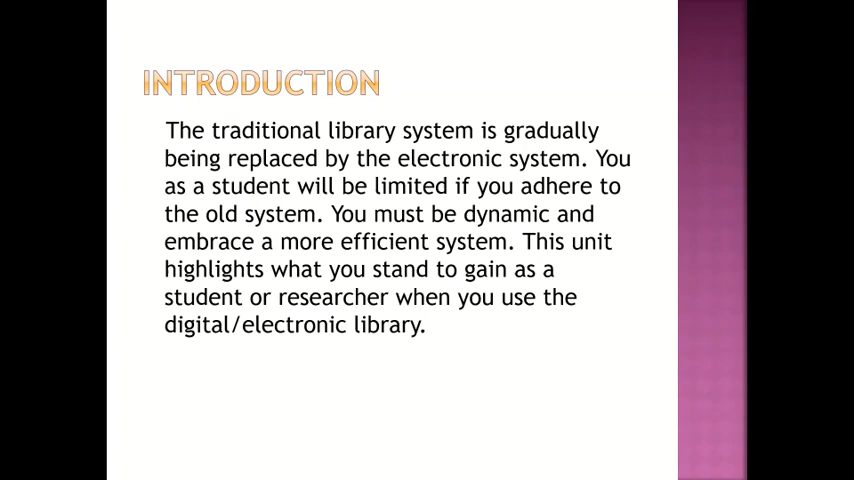 INTRODUCTION
The traditional library system is gradually
being replaced by the electronic system. You
as a student will be limited if you adhere to
the old system. You must be dynamic and
embrace a more efficient system. This unit
highlights what you stand to gain as a
student or researcher when you use the
digital/electronic library.